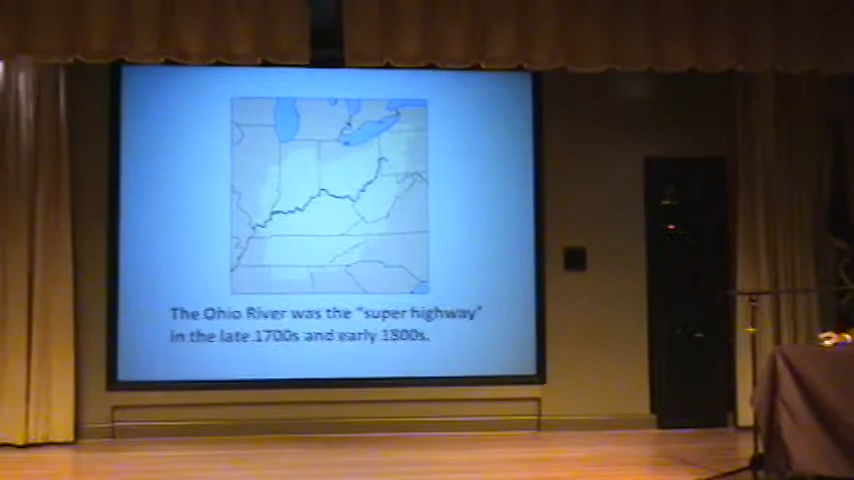 The Ohio River was the "super highway"
in the late 1700s and early 1800s.